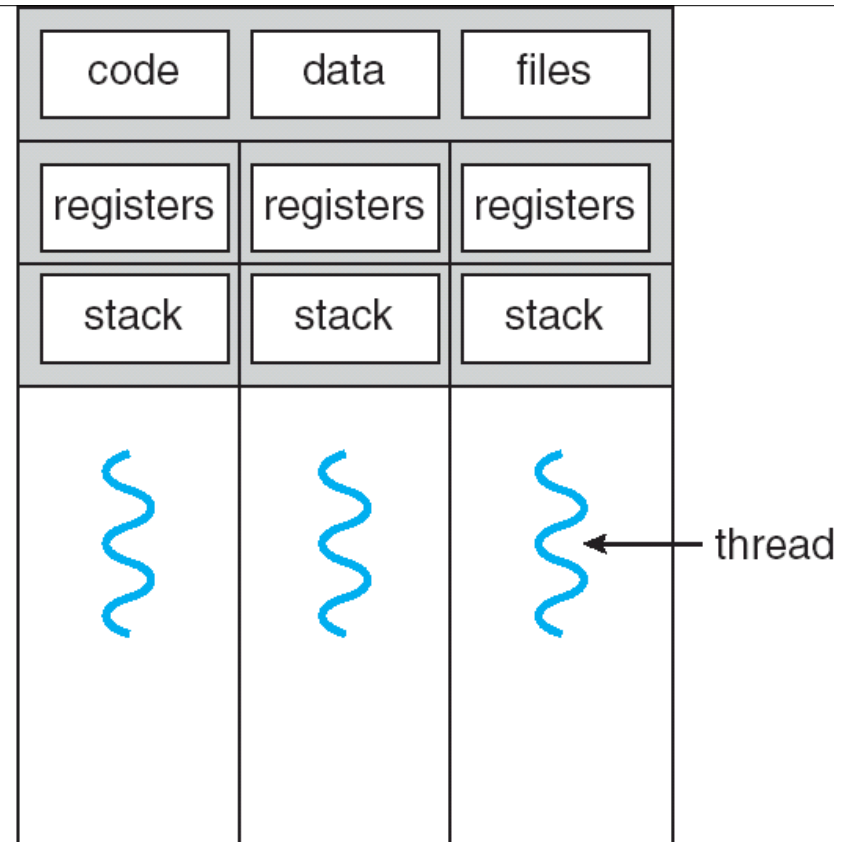 code data files
registers registers registers
stack stack stack
thread